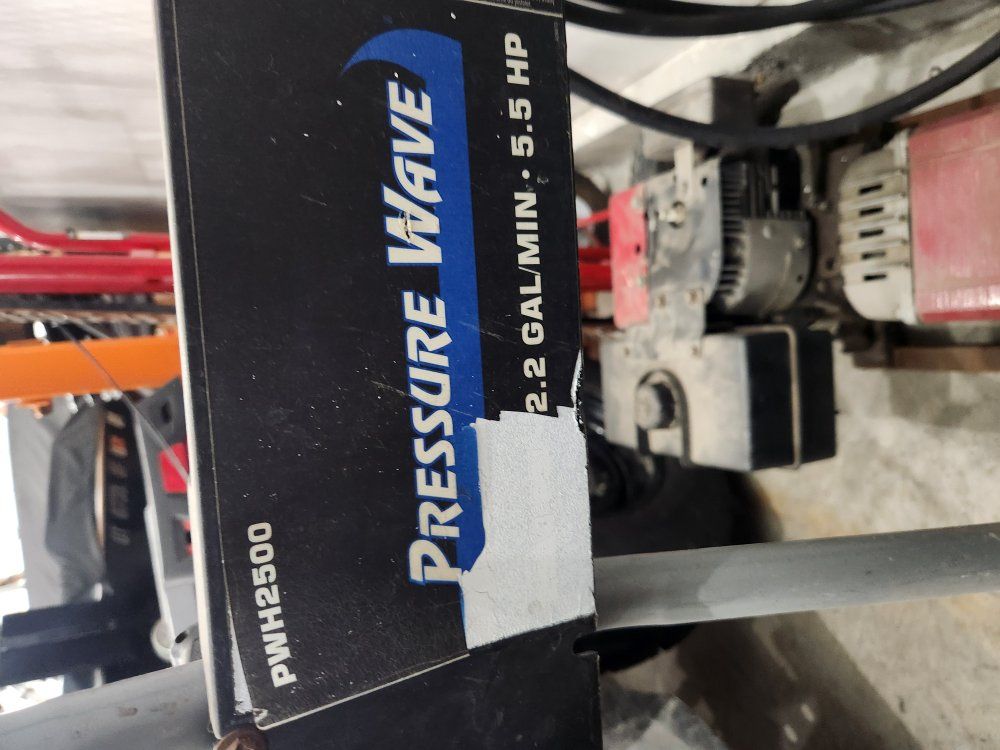 PWH2500
PRESSURE WAVE
2.2 GAL/MIN • 5.5 HP